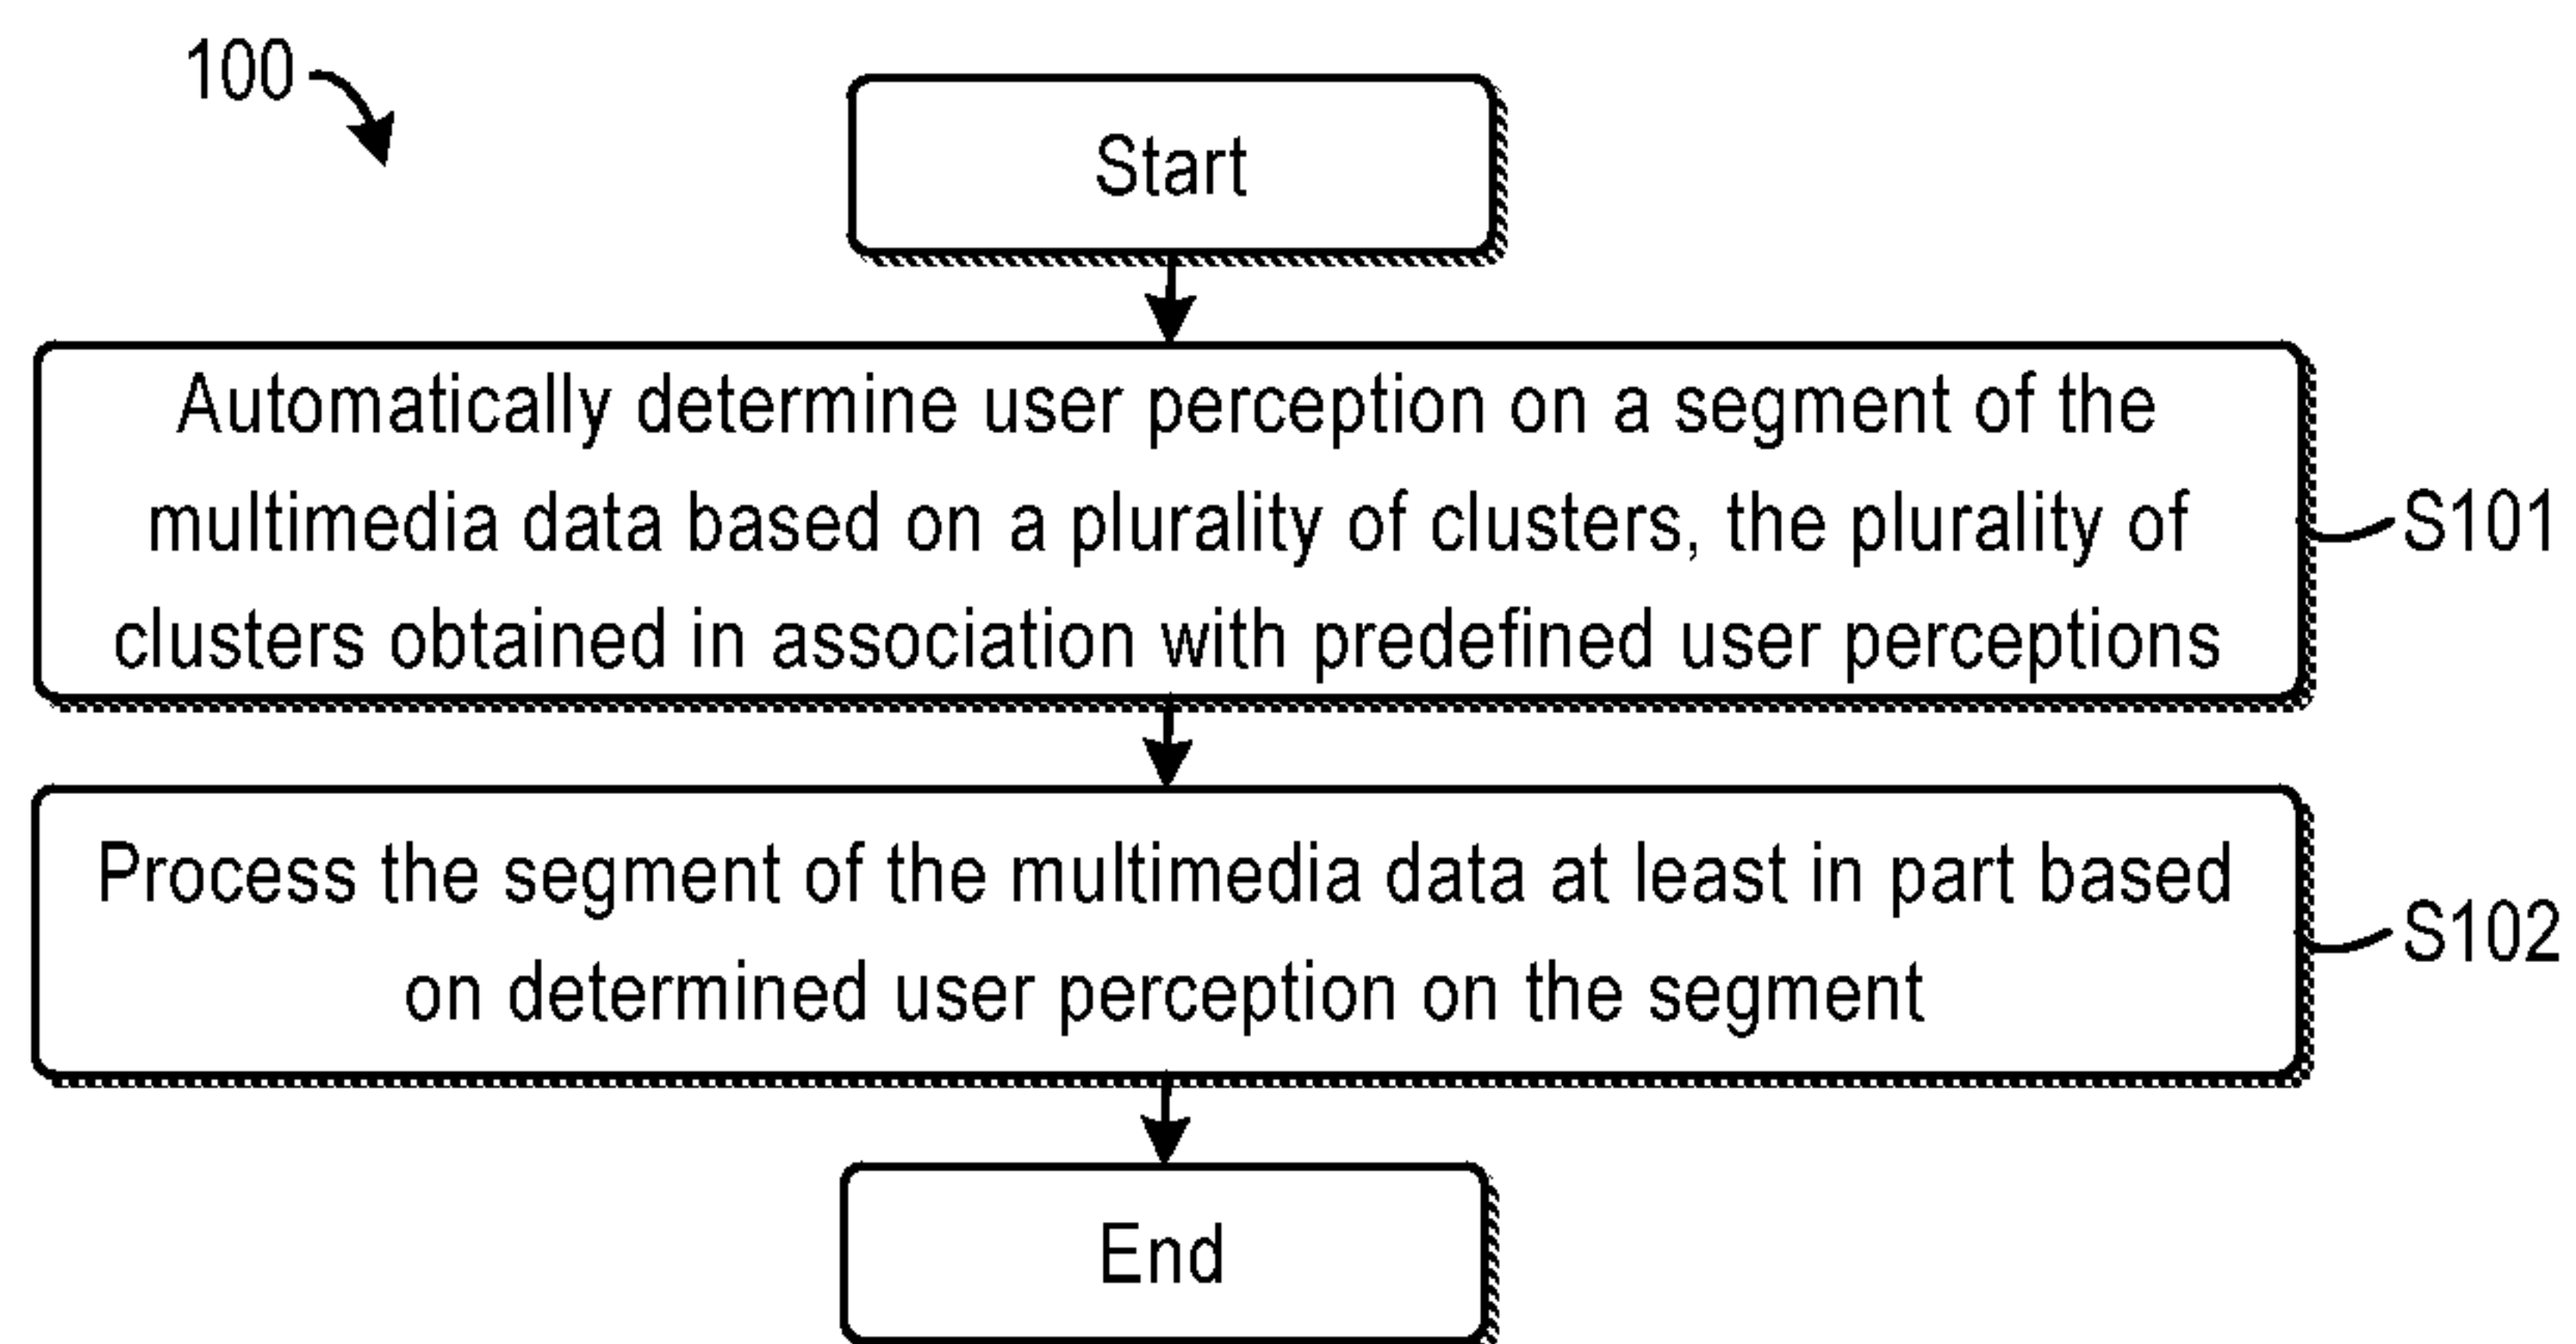 100
Start
Automatically determine user perception on a segment of the
multimedia data based on a plurality of clusters, the plurality of
clusters obtained in association with predefined user perceptions
S101
Process the segment of the multimedia data at least in part based
on determined user perception on the segment
S102
End